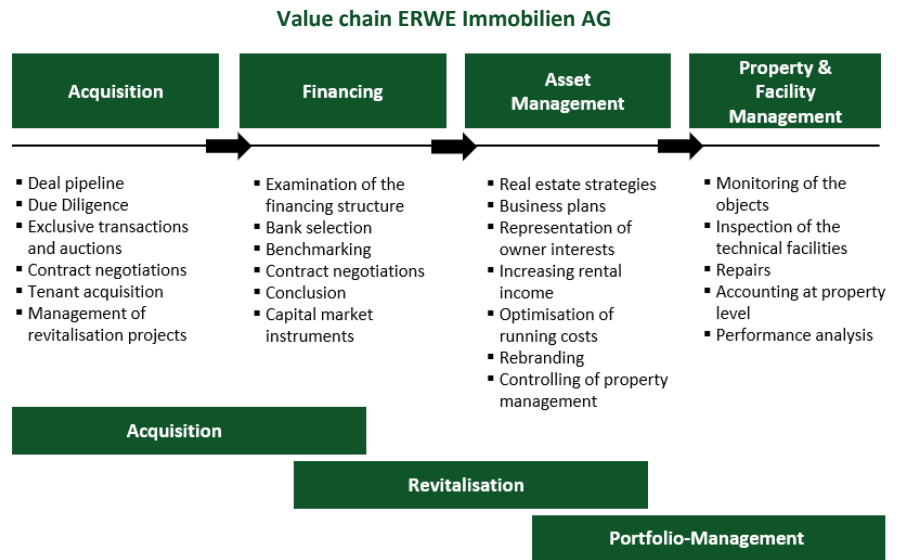 Value chain ERWE Immobilien AG
Acquisition
Financing
Asset
Management
Property &
Facility
Management
▪ Deal pipeline
▪ Due Diligence
▪ Exclusive transactions
and auctions
▪ Contract negotiations
▪ Tenant acquisition
▪ Management of
revitalisation projects
▪ Examination of the
financing structure
▪ Bank selection
▪ Benchmarking
▪ Contract negotiations
▪ Conclusion
▪ Capital market
instruments
▪ Real estate strategies
▪ Business plans
▪ Representation of
owner interests
▪ Increasing rental
income
▪ Optimisation of
running costs
▪ Rebranding
▪ Controlling of property
management
▪ Monitoring of the
objects
▪ Inspection of the
technical facilities
▪ Repairs
▪ Accounting at property
level
▪ Performance analysis
Acquisition
Revitalisation
Portfolio-Management